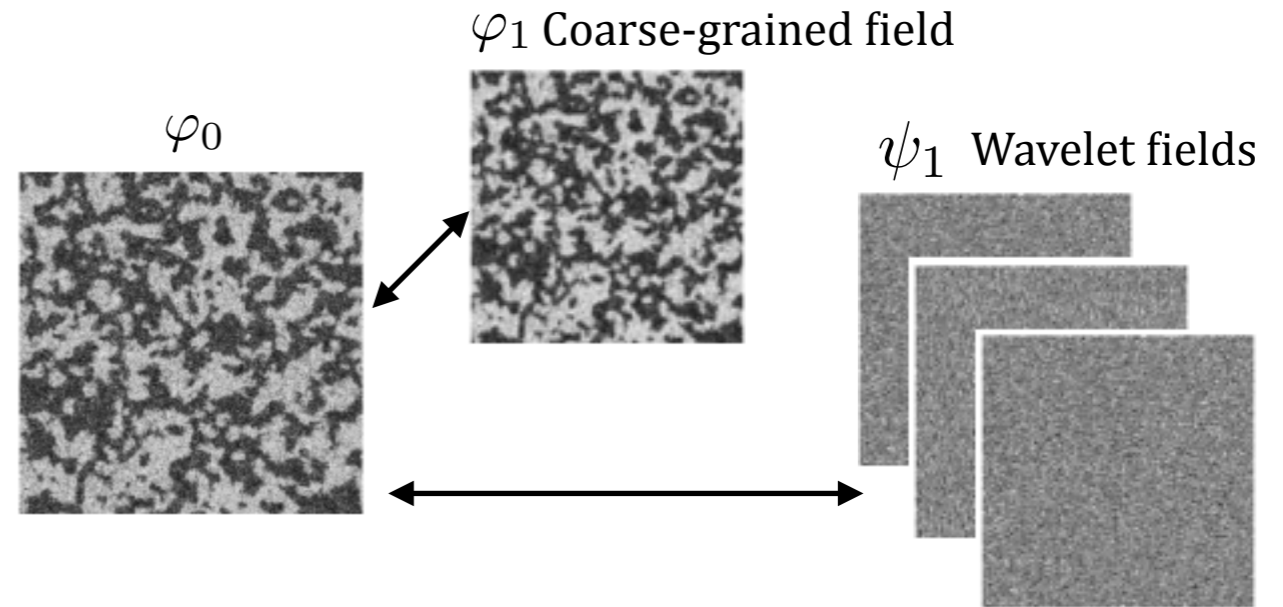 φ₁ Coarse-grained field
φ₀
ψ₁ Wavelet fields